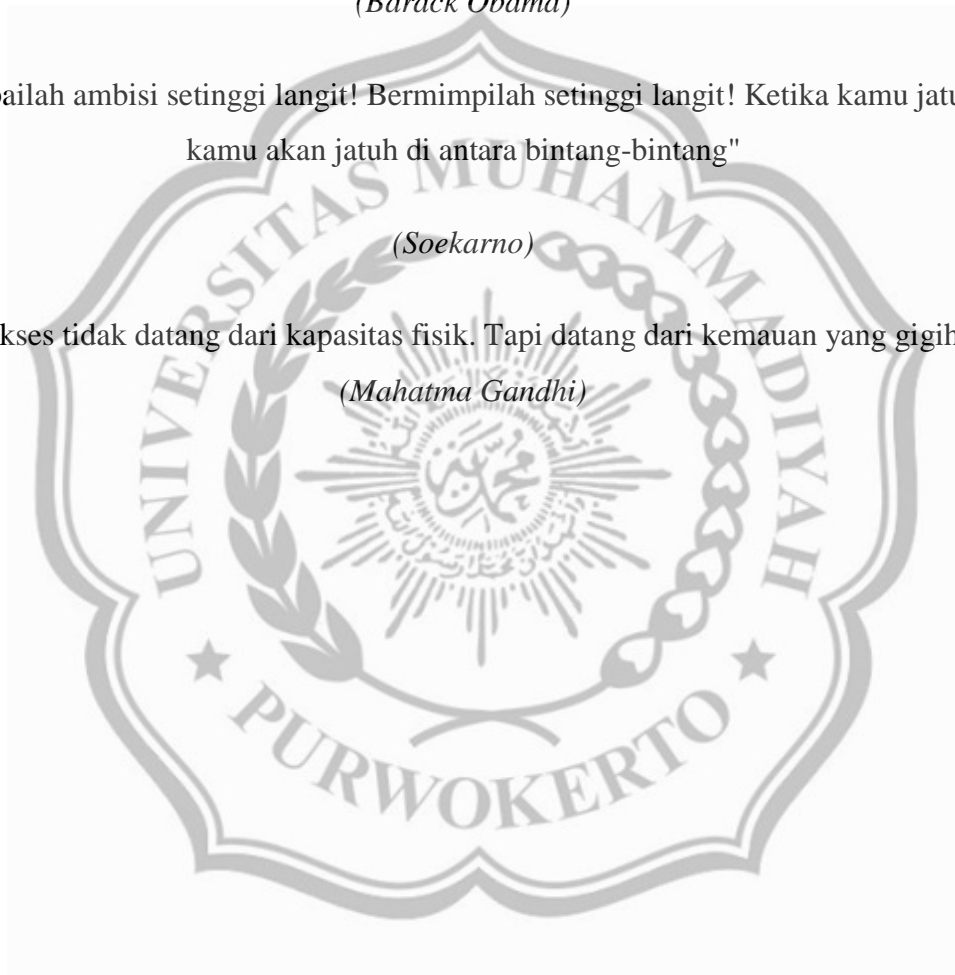 (Barack Obama)
ailah ambisi setinggi langit! Bermimpilah setinggi langit! Ketika kamu jatu
kamu akan jatuh di antara bintang-bintang"
(Soekarno)
kses tidak datang dari kapasitas fisik. Tapi datang dari kemauan yang gigih
(Mahatma Gandhi)
UNIVERSITAS MUHAMMADIYAH
PURWOKERTO